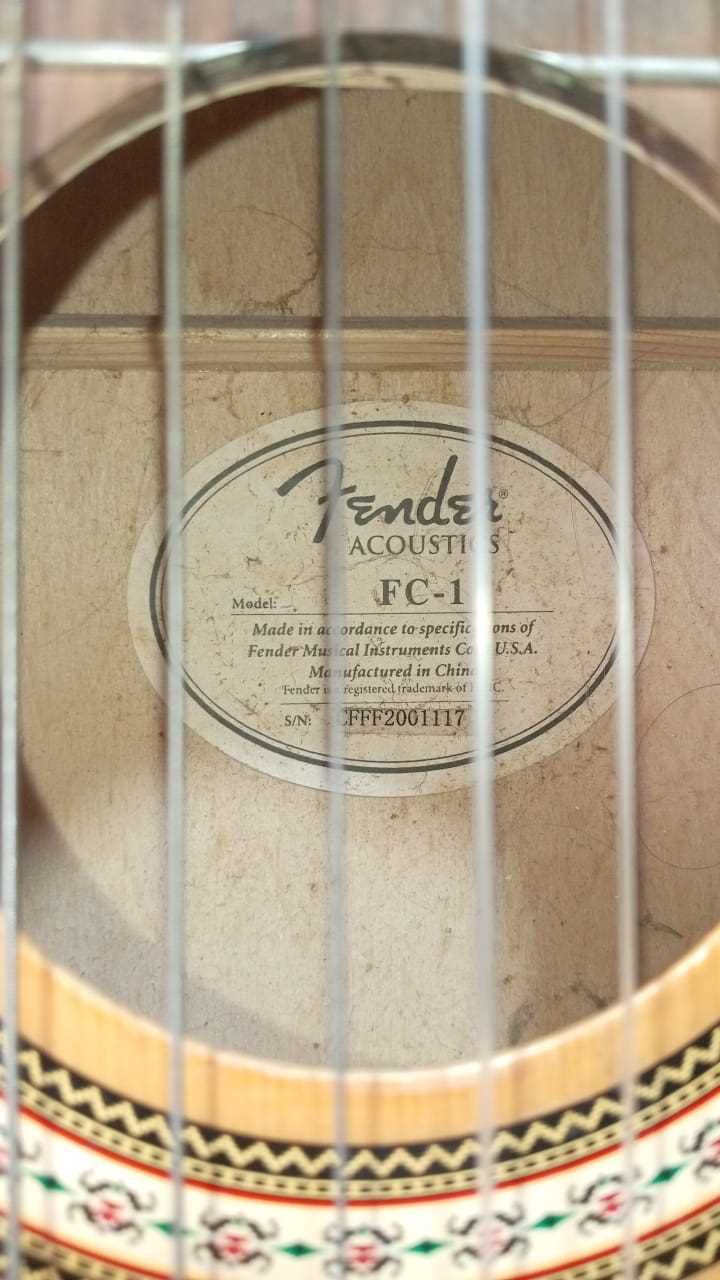 Fender®
ACOUSTICS
Model: FC-1
Made in accordance to specifications of
Fender Musical Instruments U.S.A.
Manufactured in China
Fender is a registered trademark of
S/N: CFFF2001117